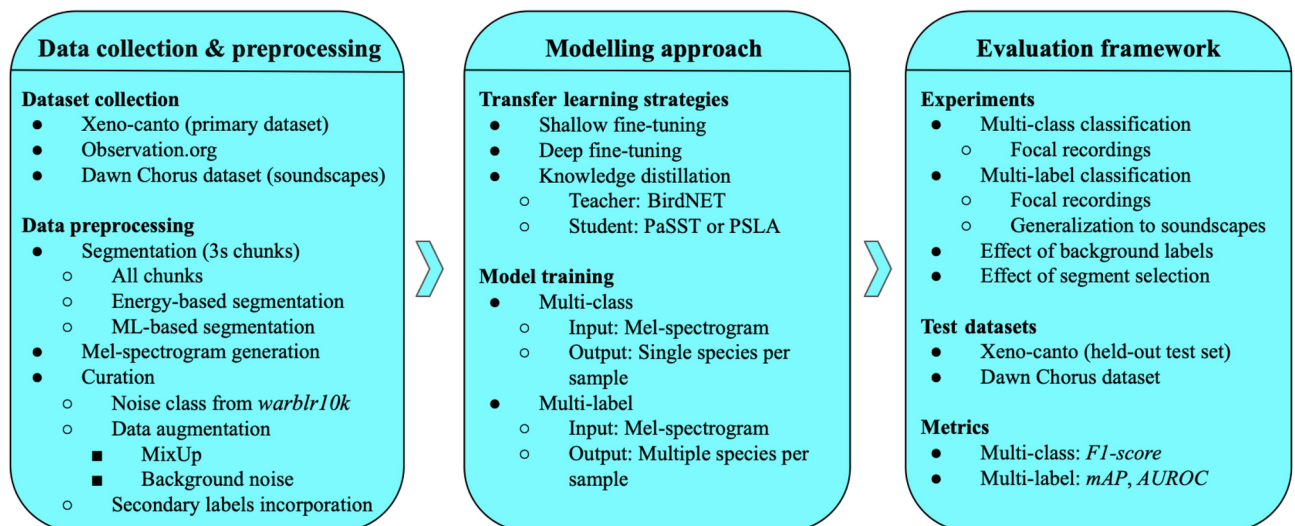 Data collection & preprocessing
Dataset collection
● Xeno-canto (primary dataset)
● Observation.org
● Dawn Chorus dataset (soundscapes)
Data preprocessing
● Segmentation (3s chunks)
○ All chunks
○ Energy-based segmentation
○ ML-based segmentation
● Mel-spectrogram generation
● Curation
○ Noise class from warblr10k
○ Data augmentation
■ MixUp
■ Background noise
○ Secondary labels incorporation
Modelling approach
Transfer learning strategies
● Shallow fine-tuning
● Deep fine-tuning
● Knowledge distillation
○ Teacher: BirdNET
○ Student: PaSST or PSLA
Model training
● Multi-class
○ Input: Mel-spectrogram
○ Output: Single species per
sample
● Multi-label
○ Input: Mel-spectrogram
○ Output: Multiple species per
sample
Evaluation framework
Experiments
● Multi-class classification
○ Focal recordings
● Multi-label classification
○ Focal recordings
○ Generalization to soundscapes
● Effect of background labels
● Effect of segment selection
Test datasets
● Xeno-canto (held-out test set)
● Dawn Chorus dataset
Metrics
● Multi-class: F1-score
● Multi-label: mAP, AUROC